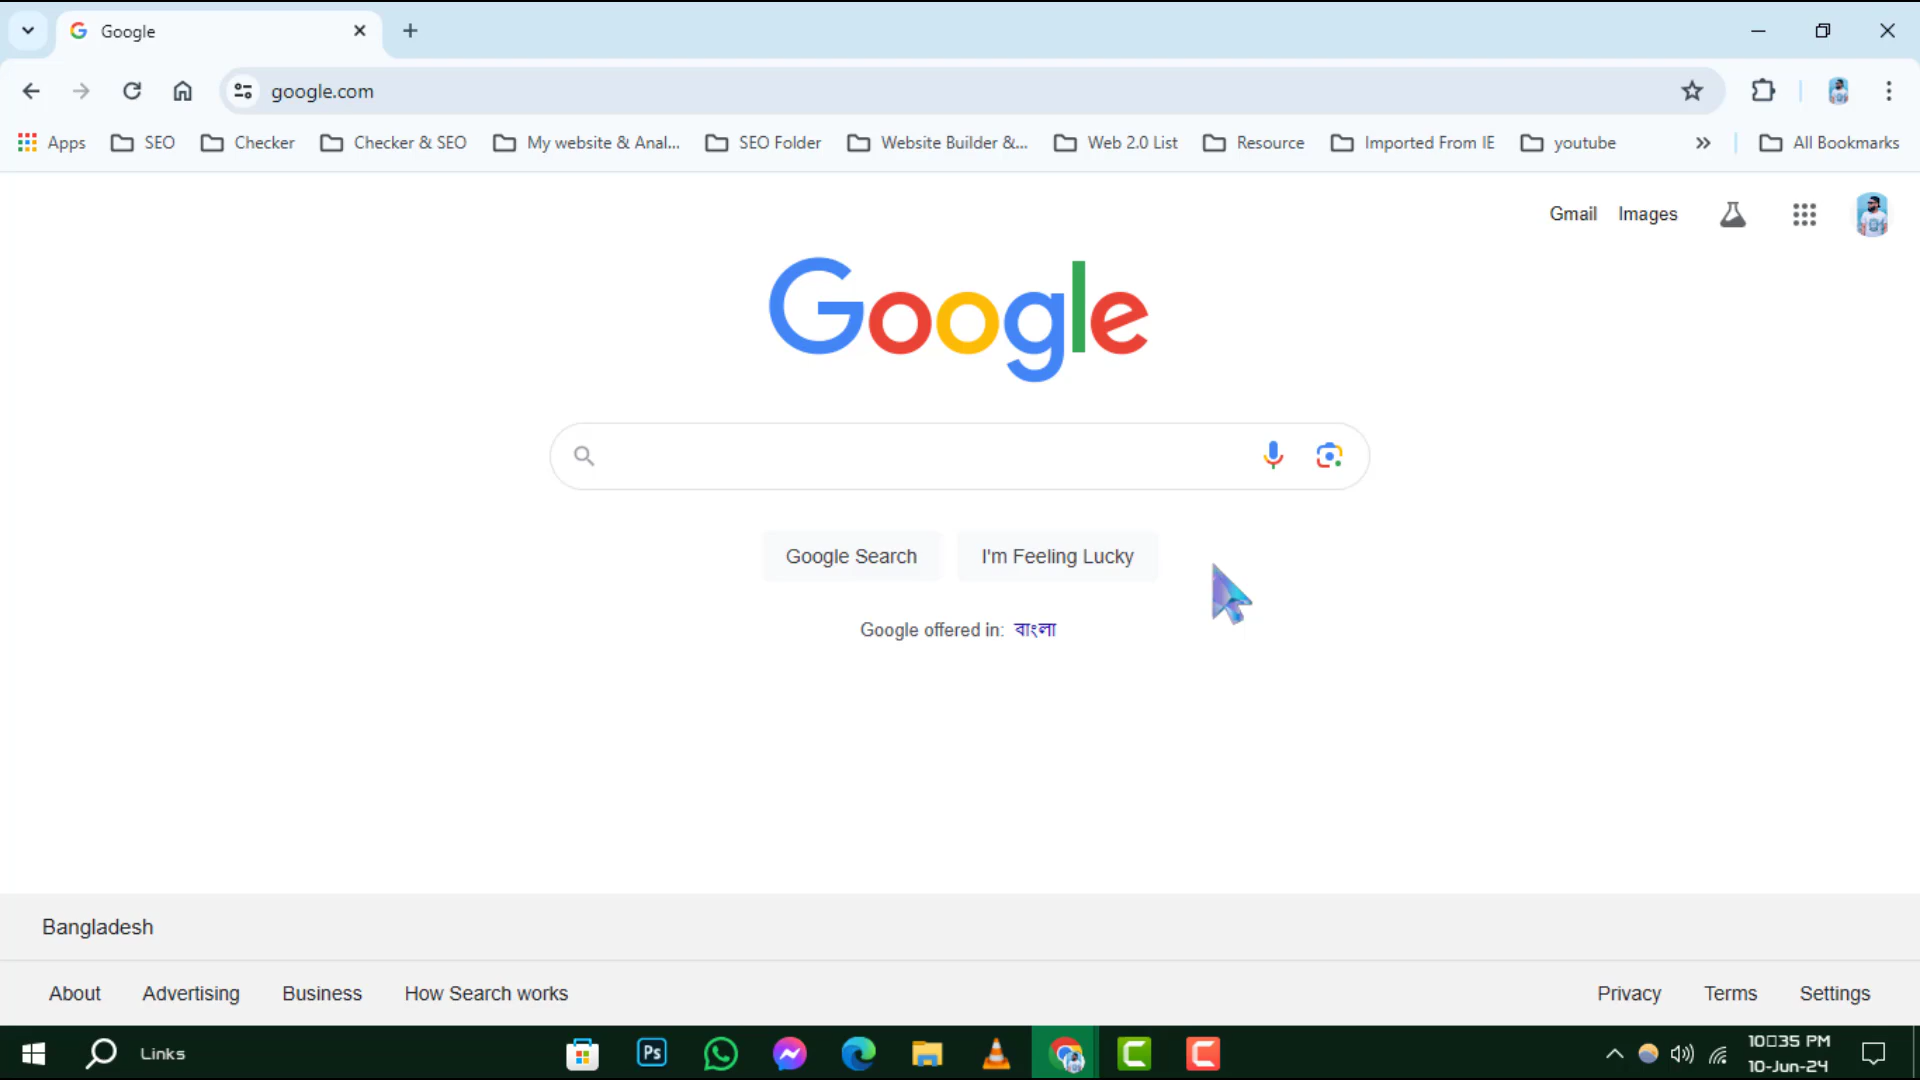 Google
google.com
Apps SEO Checker Checker & SEO My website & Anal... SEO Folder Website Builder &... Web 2.0 List Resource Imported From IE youtube All Bookmarks
Gmail Images
Google
Google Search I'm Feeling Lucky
Google offered in: বাংলা
Bangladesh
About Advertising Business How Search works Privacy Terms Settings
Links Ps 10:35 PM
10-Jun-24